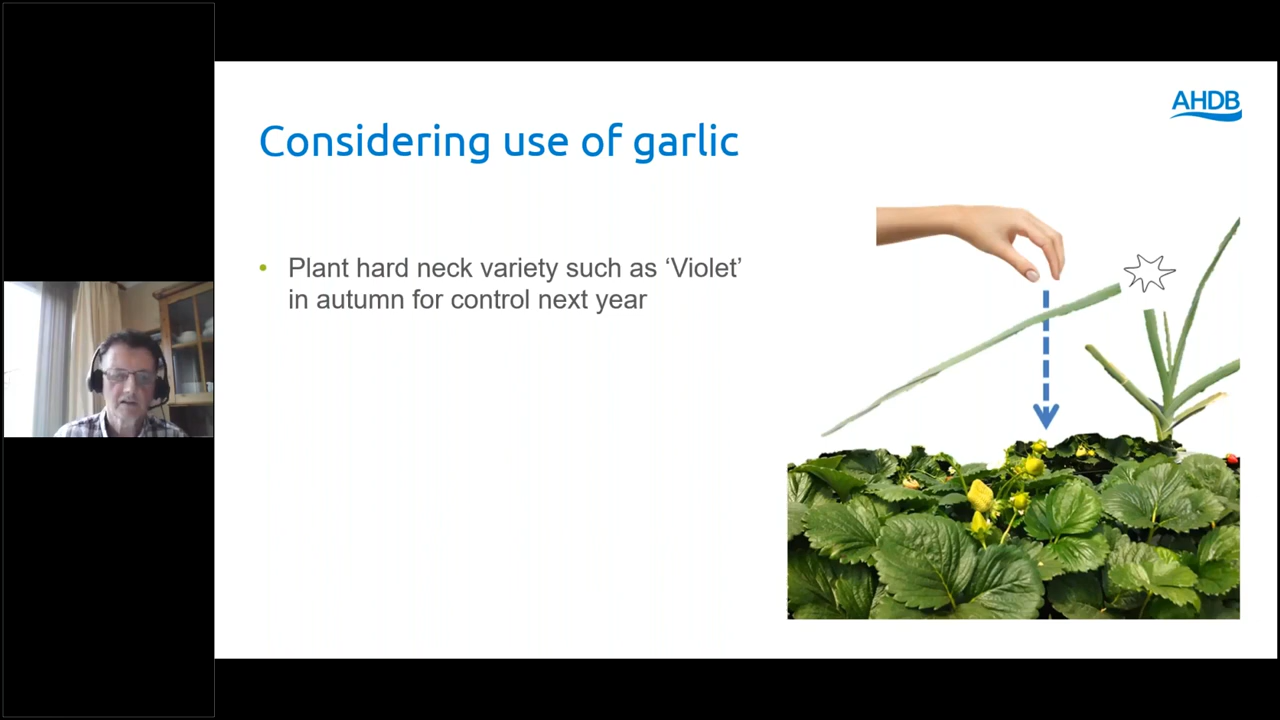 AHDB
Considering use of garlic
• Plant hard neck variety such as ‘Violet’
in autumn for control next year